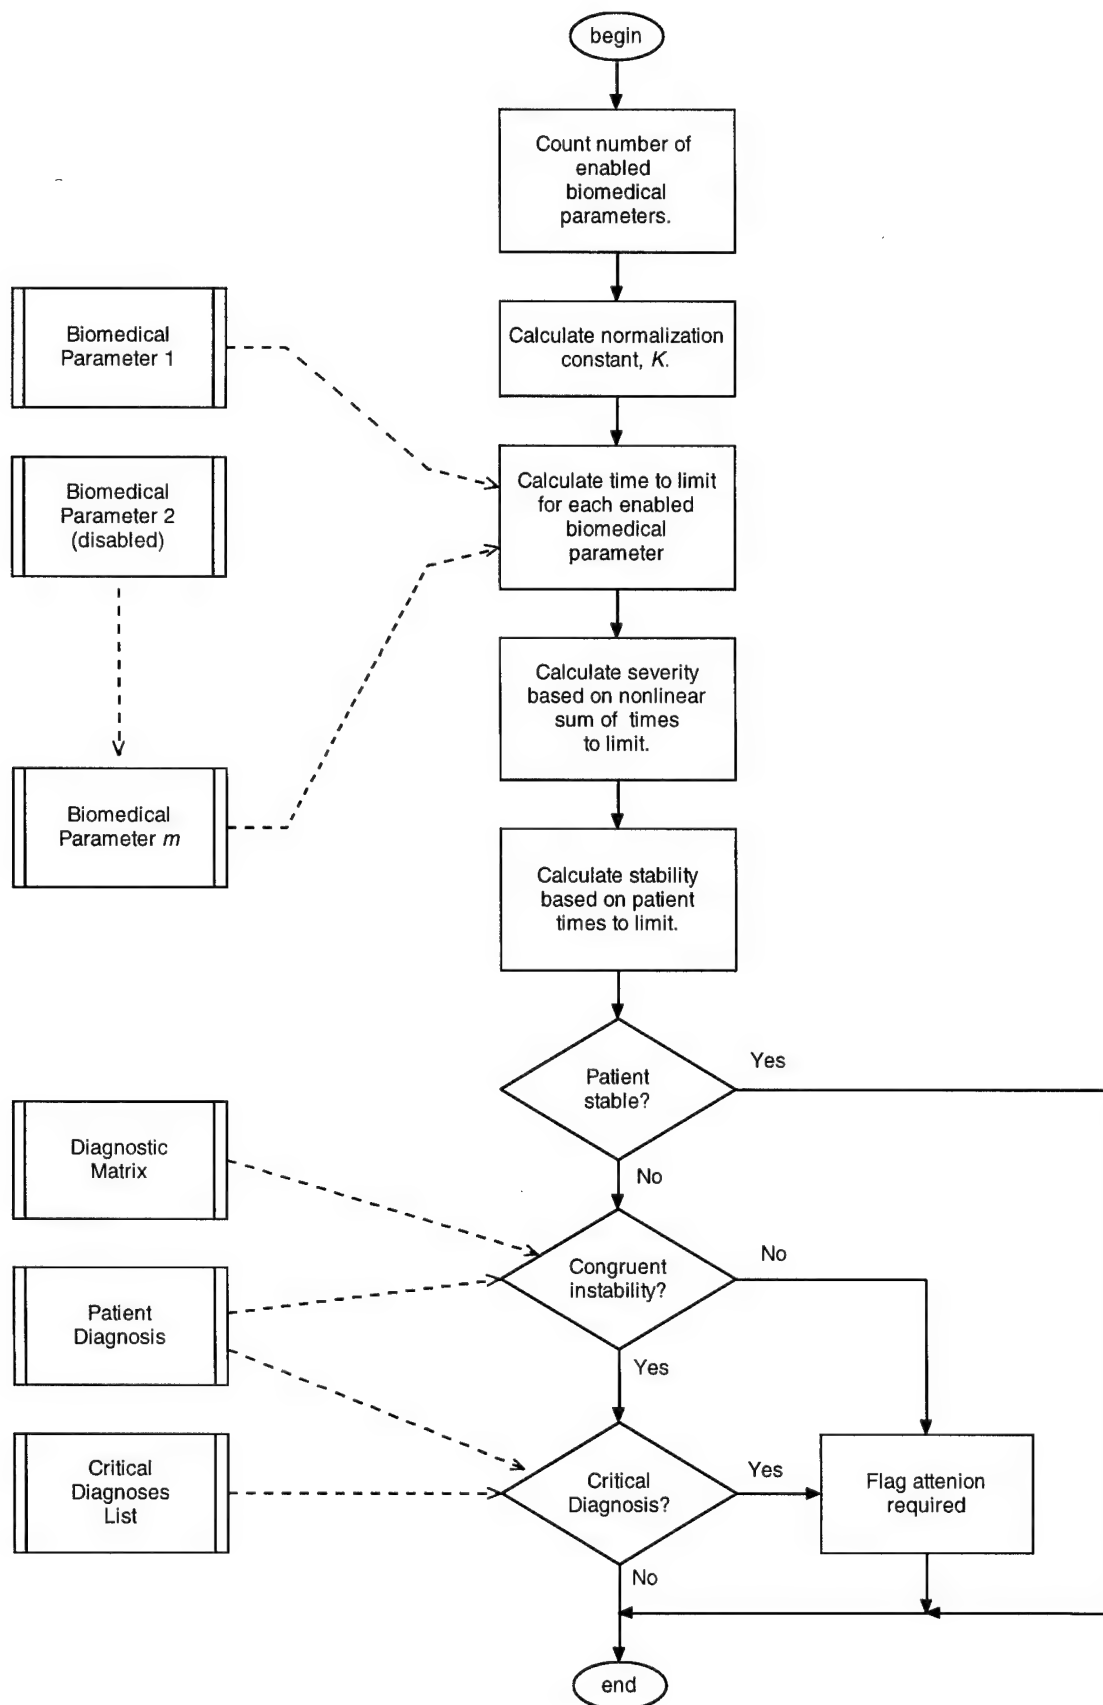 begin
Count number of
enabled
biomedical
parameters.
Biomedical
Parameter 1
Calculate normalization
constant, K.
Biomedical
Parameter 2
(disabled)
Calculate time to limit
for each enabled
biomedical
parameter
Calculate severity
based on nonlinear
sum of times
to limit.
Biomedical
Parameter m
Calculate stability
based on patient
times to limit.
Patient
stable?
Yes
No
Diagnostic
Matrix
Congruent
instability?
No
Yes
Patient
Diagnosis
Critical
Diagnoses
List
Critical
Diagnosis?
Yes
No
Flag attenion
required
end